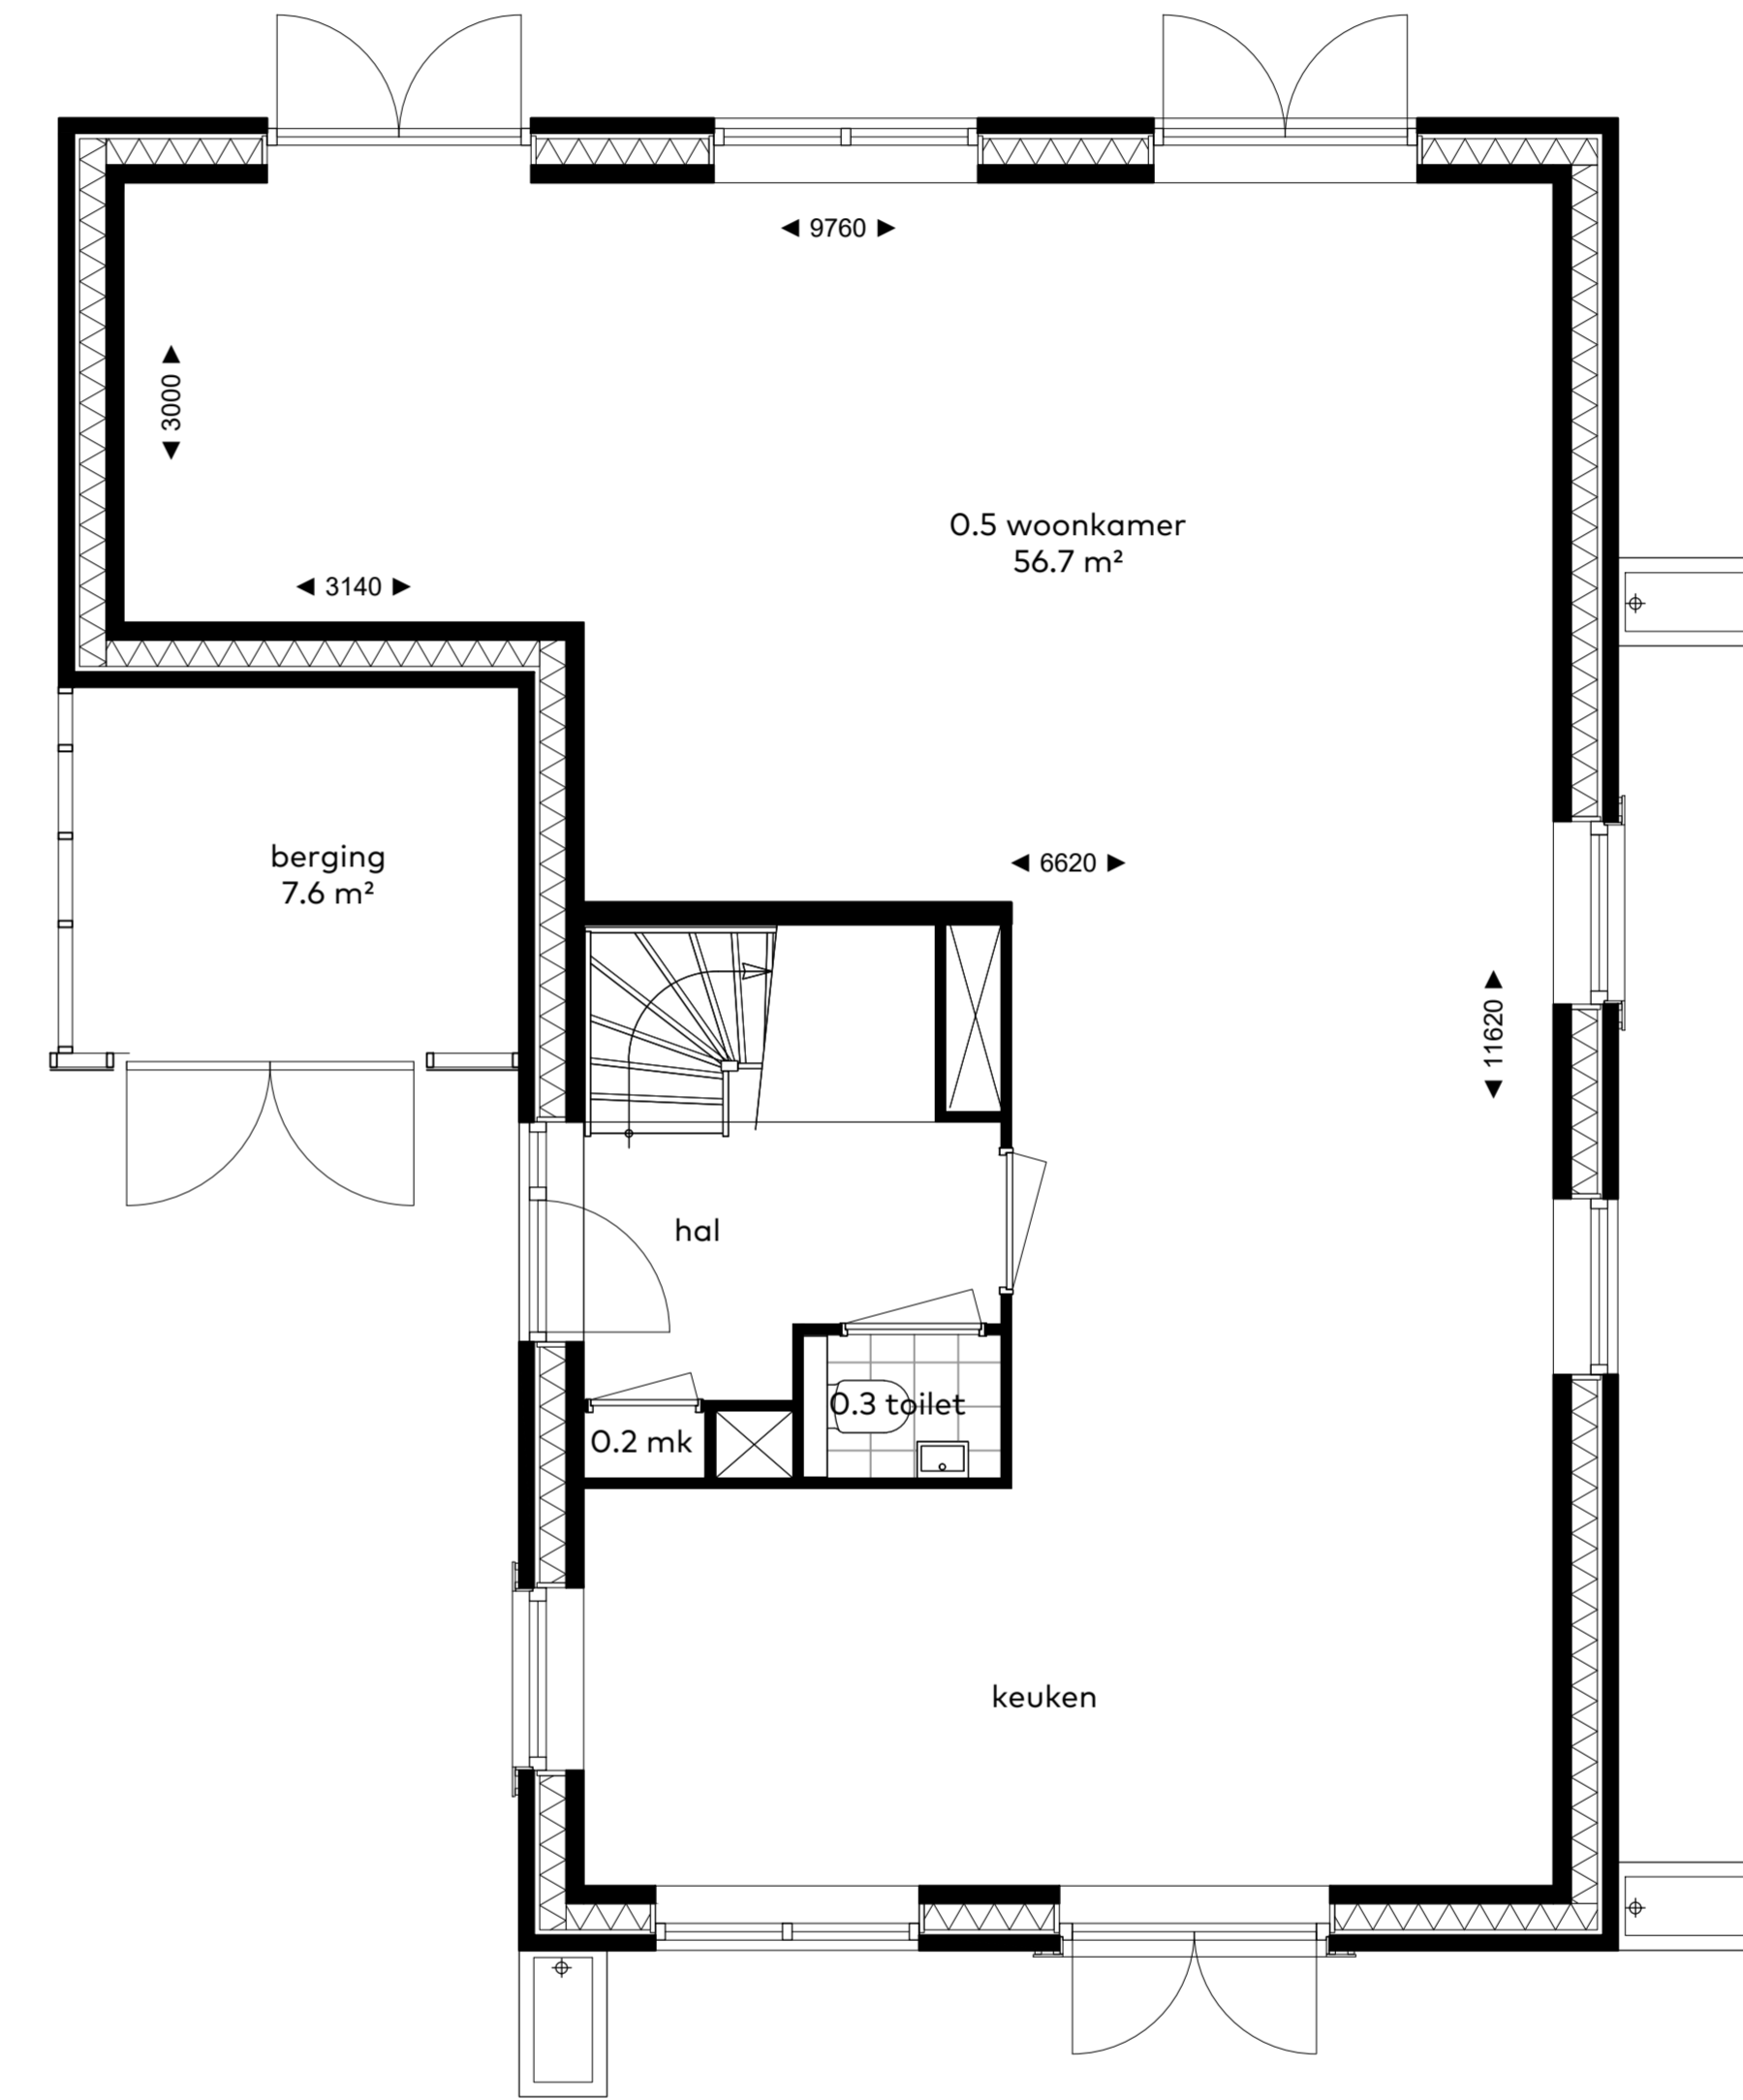 9760
3000
0.5 woonkamer
56.7 m²
3140
berging
7.6 m²
6620
11620
hal
0.3 toilet
0.2 mk
keuken